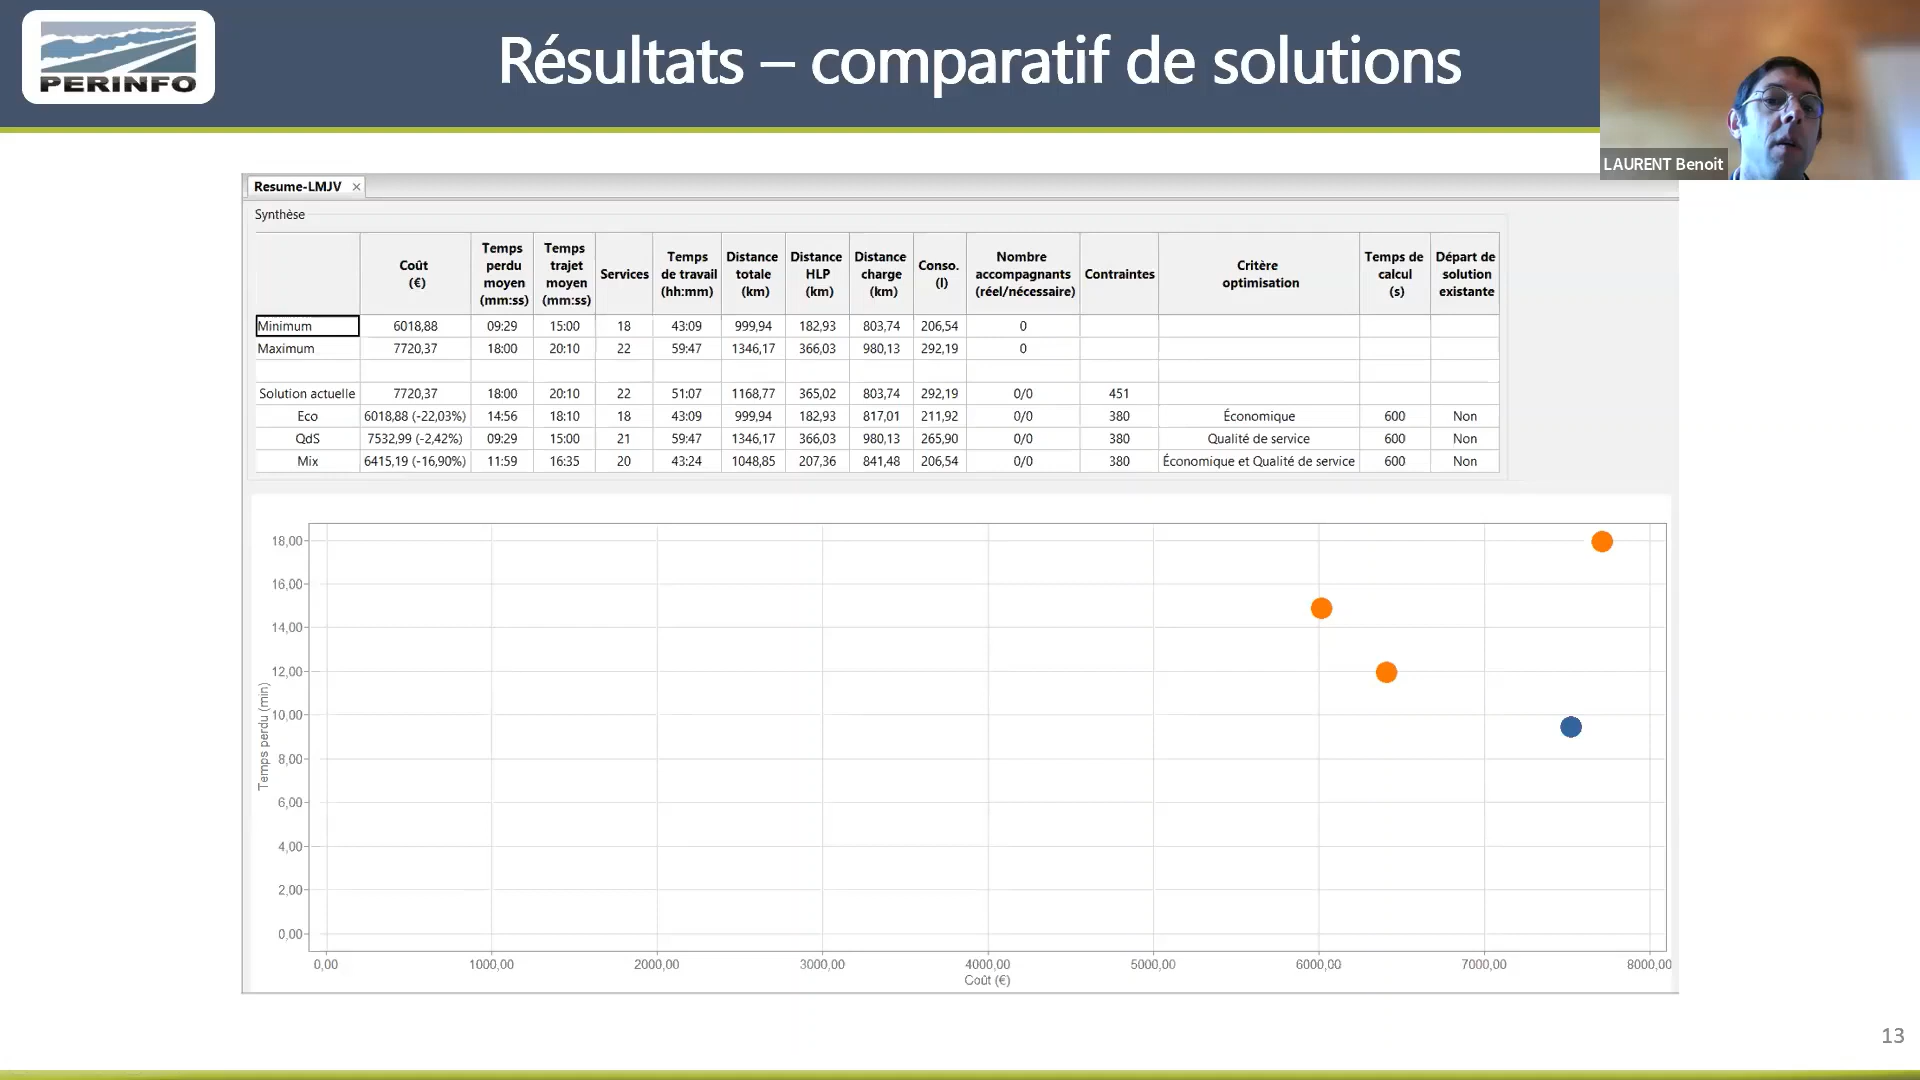 PERINFO
Résultats – comparatif de solutions
LAURENT Benoit
Resume-LMJV ×
Synthèse
Coût (€) Temps perdu moyen (mm:ss) Temps trajet moyen (mm:ss) Services Temps de travail (hh:mm) Distance totale (km) Distance HLP (km) Distance charge (km) Conso. (l) Nombre accompagnants (réel/nécessaire) Contraintes Critère optimisation Temps de calcul (s) Départ de solution existante
Minimum 6018,88 09:29 15:00 18 43:09 999,94 182,93 803,74 206,54 0
Maximum 7720,37 18:00 20:10 22 59:47 1346,17 366,03 980,13 292,19 0
Solution actuelle 7720,37 18:00 20:10 22 51:07 1168,77 365,02 803,74 292,19 0/0 451
Eco 6018,88 (-22,03%) 14:56 18:10 18 43:09 999,94 182,93 817,01 211,92 0/0 380 Économique 600 Non
QdS 7532,99 (-2,42%) 09:29 15:00 21 59:47 1346,17 366,03 980,13 265,90 0/0 380 Qualité de service 600 Non
Mix 6415,19 (-16,90%) 11:59 16:35 20 43:24 1048,85 207,36 841,48 206,54 0/0 380 Économique et Qualité de service 600 Non
Temps perdu (min)
18,00
16,00
14,00
12,00
10,00
8,00
6,00
4,00
2,00
0,00
0,00 1000,00 2000,00 3000,00 4000,00 5000,00 6000,00 7000,00 8000,00
Coût (€)
13